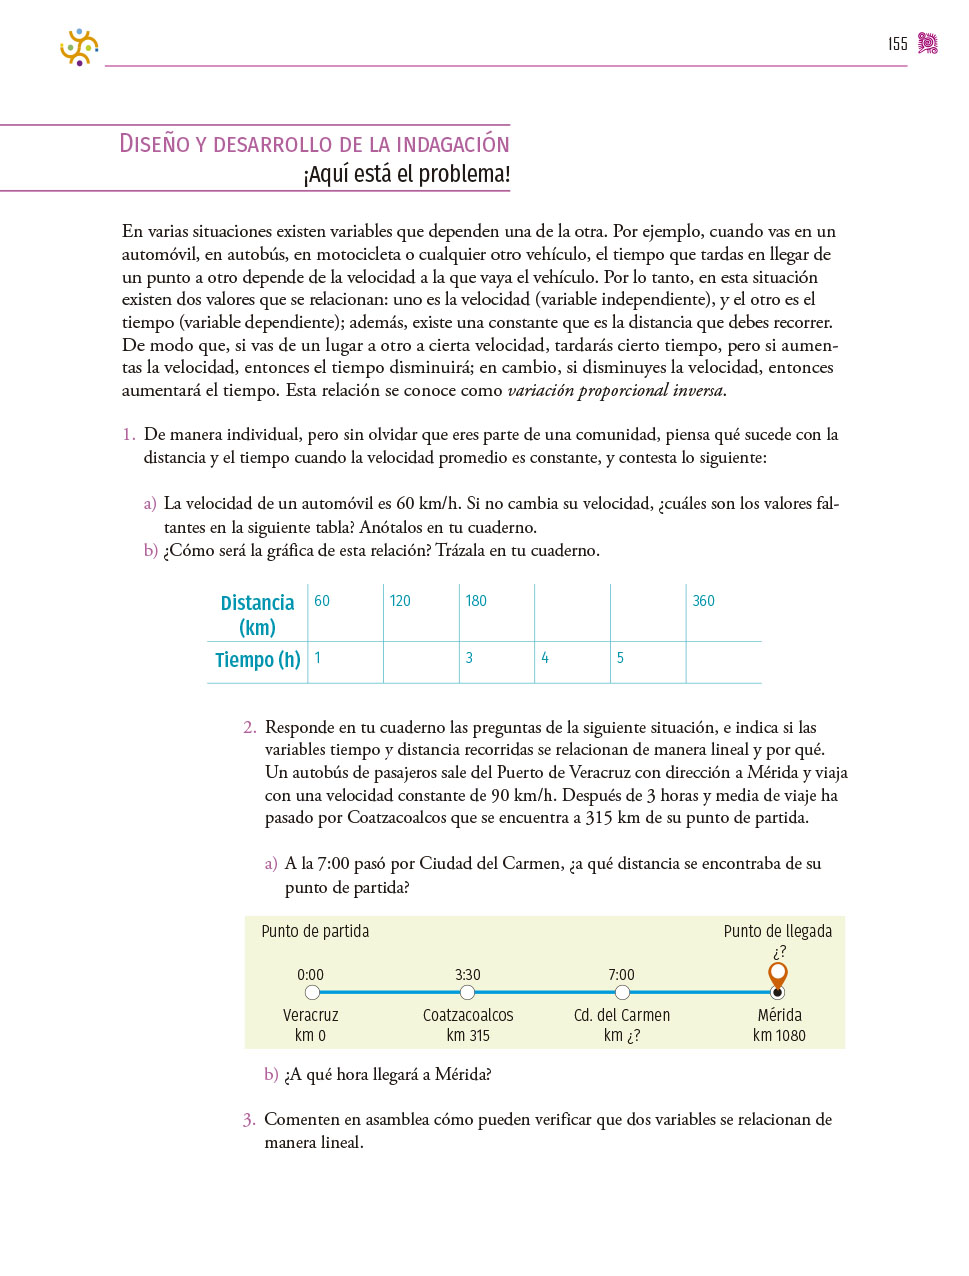 155
Diseño y desarrollo de la indagación
¡Aquí está el problema!
En varias situaciones existen variables que dependen una de la otra. Por ejemplo, cuando vas en un
automóvil, en autobús, en motocicleta o cualquier otro vehículo, el tiempo que tardas en llegar de
un punto a otro depende de la velocidad a la que vaya el vehículo. Por lo tanto, en esta situación
existen dos valores que se relacionan: uno es la velocidad (variable independiente), y el otro es el
tiempo (variable dependiente); además, existe una constante que es la distancia que debes recorrer.
De modo que, si vas de un lugar a otro a cierta velocidad, tardarás cierto tiempo, pero si aumen-
tas la velocidad, entonces el tiempo disminuirá; en cambio, si disminuyes la velocidad, entonces
aumentará el tiempo. Esta relación se conoce como variación proporcional inversa.
1. De manera individual, pero sin olvidar que eres parte de una comunidad, piensa qué sucede con la
distancia y el tiempo cuando la velocidad promedio es constante, y contesta lo siguiente:
a) La velocidad de un automóvil es 60 km/h. Si no cambia su velocidad, ¿cuáles son los valores fal-
tantes en la siguiente tabla? Anótalos en tu cuaderno.
b) ¿Cómo será la gráfica de esta relación? Trázala en tu cuaderno.
Distancia (km) 60 120 180 360
Tiempo (h) 1 3 4 5
2. Responde en tu cuaderno las preguntas de la siguiente situación, e indica si las
variables tiempo y distancia recorridas se relacionan de manera lineal y por qué.
Un autobús de pasajeros sale del Puerto de Veracruz con dirección a Mérida y viaja
con una velocidad constante de 90 km/h. Después de 3 horas y media de viaje ha
pasado por Coatzacoalcos que se encuentra a 315 km de su punto de partida.
a) A la 7:00 pasó por Ciudad del Carmen, ¿a qué distancia se encontraba de su
punto de partida?
Punto de partida Punto de llegada
¿?
0:00 3:30 7:00
Veracruz Coatzacoalcos Cd. del Carmen Mérida
km 0 km 315 km ¿? km 1080
b) ¿A qué hora llegará a Mérida?
3. Comenten en asamblea cómo pueden verificar que dos variables se relacionan de
manera lineal.